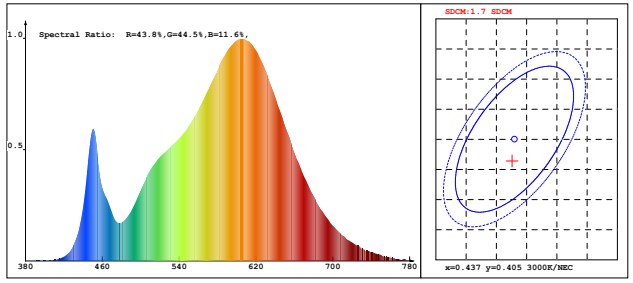 Spectral Ratio: R=43.8%,G=44.5%,B=11.6%,
1.0
0.5
380 460 540 620 700 780
SDCM:1.7 SDCM
x=0.437 y=0.405 3000K/NEC